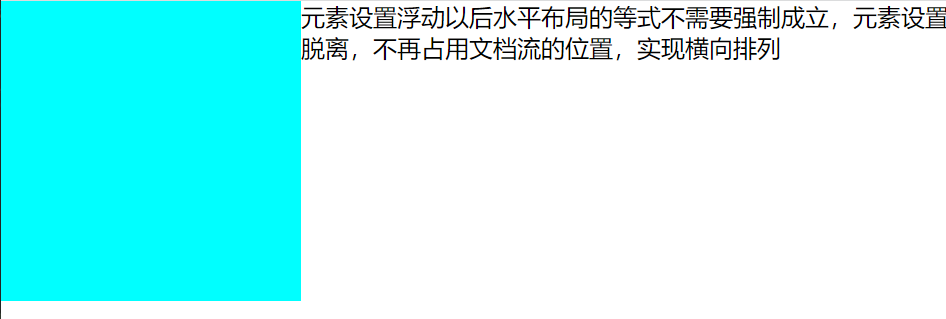 元素设置浮动以后水平布局的等式不需要强制成立，元素设置
脱离，不再占用文档流的位置，实现横向排列